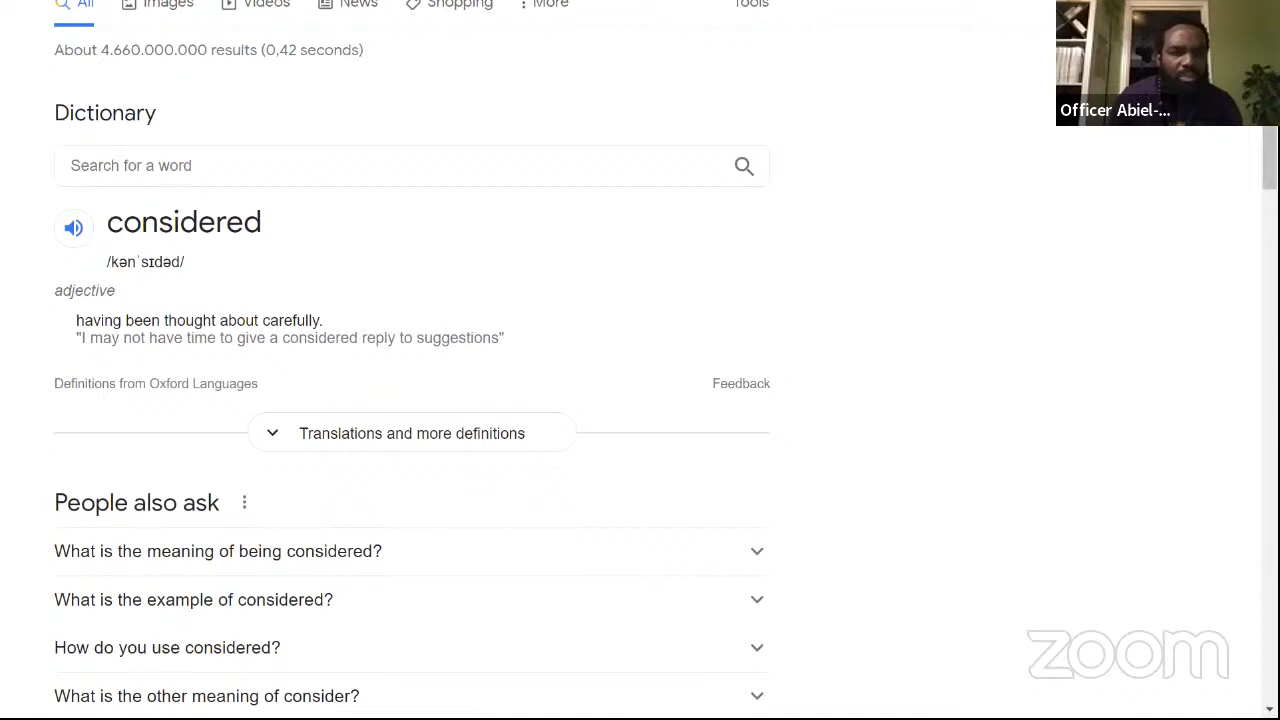 All Images Videos News Shopping More Tools
About 4.660.000.000 results (0,42 seconds)
Officer Abiel-...
Dictionary
Search for a word
considered
/kənˈsɪdəd/
adjective
having been thought about carefully.
"I may not have time to give a considered reply to suggestions"
Definitions from Oxford Languages Feedback
Translations and more definitions
People also ask
What is the meaning of being considered?
What is the example of considered?
How do you use considered?
What is the other meaning of consider?
zoom